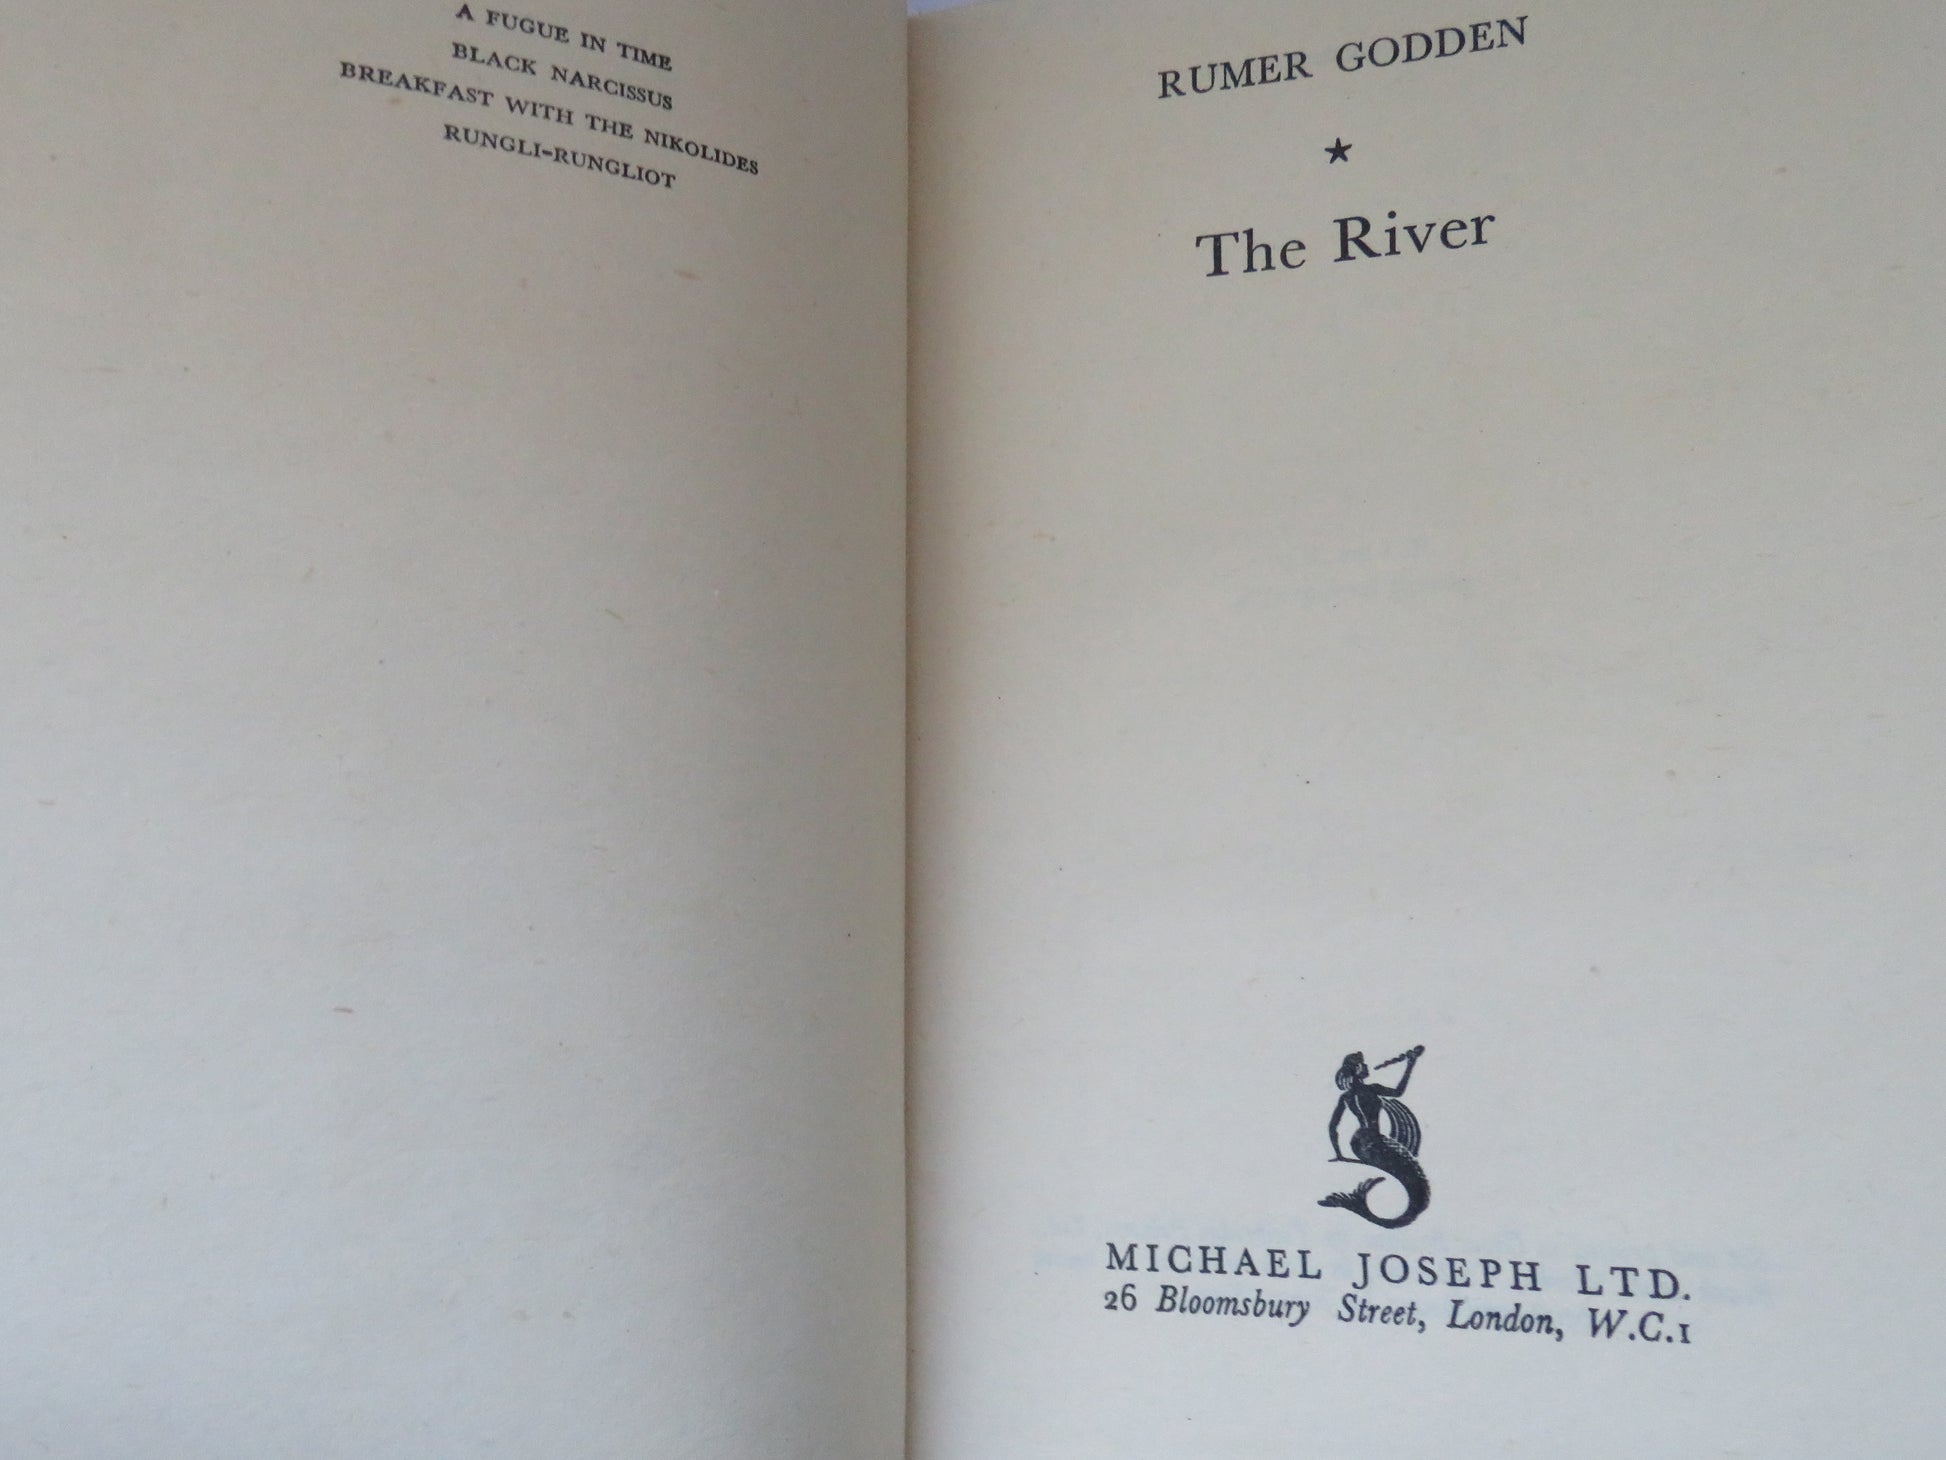 A FUGUE IN TIME
BLACK NARCISSUS
BREAKFAST WITH THE NIKOLIDES
RUNGLI-RUNGLIOT
RUMER GODDEN
★
The River
MICHAEL JOSEPH LTD.
26 Bloomsbury Street, London, W.C.1